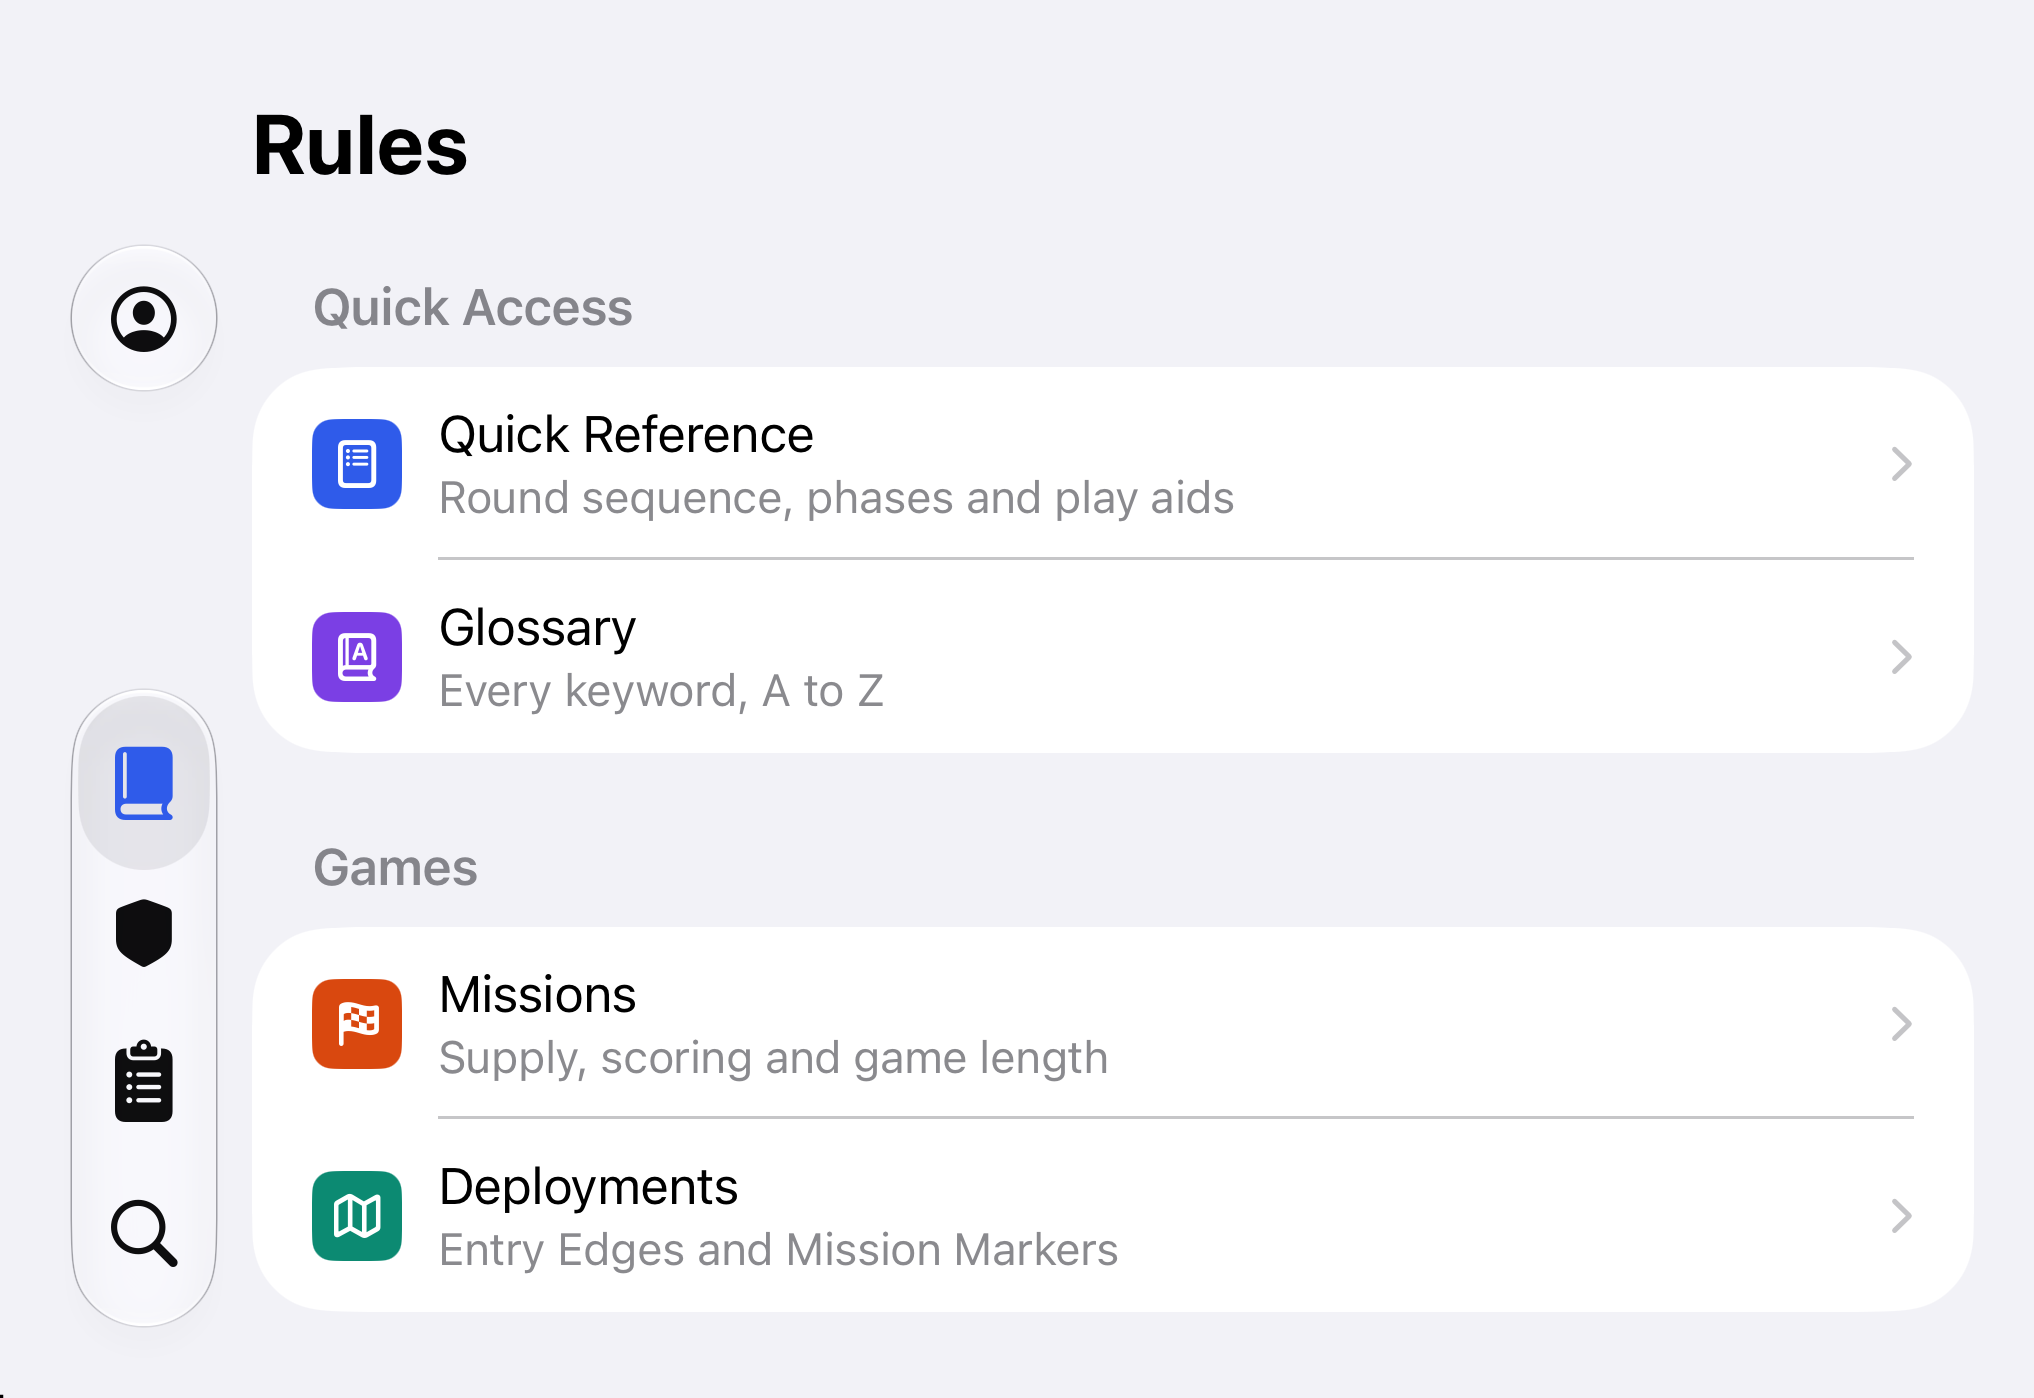 Rules
Quick Access
Quick Reference
Round sequence, phases and play aids
Glossary
Every keyword, A to Z
Games
Missions
Supply, scoring and game length
Deployments
Entry Edges and Mission Markers